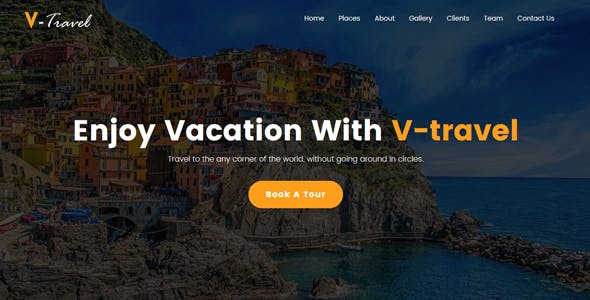 V-Travel
Home Places About Gallery Clients Team Contact Us
Enjoy Vacation With V-travel
Travel to the any corner of the world, without going around in circles.
Book A Tour